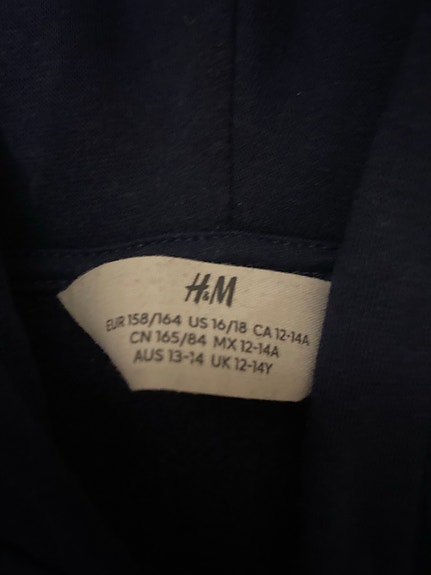 H&M
EUR 158/164 US 16/18 CA 12-14A
CN 165/84 MX 12-14A
AUS 13-14 UK 12-14Y